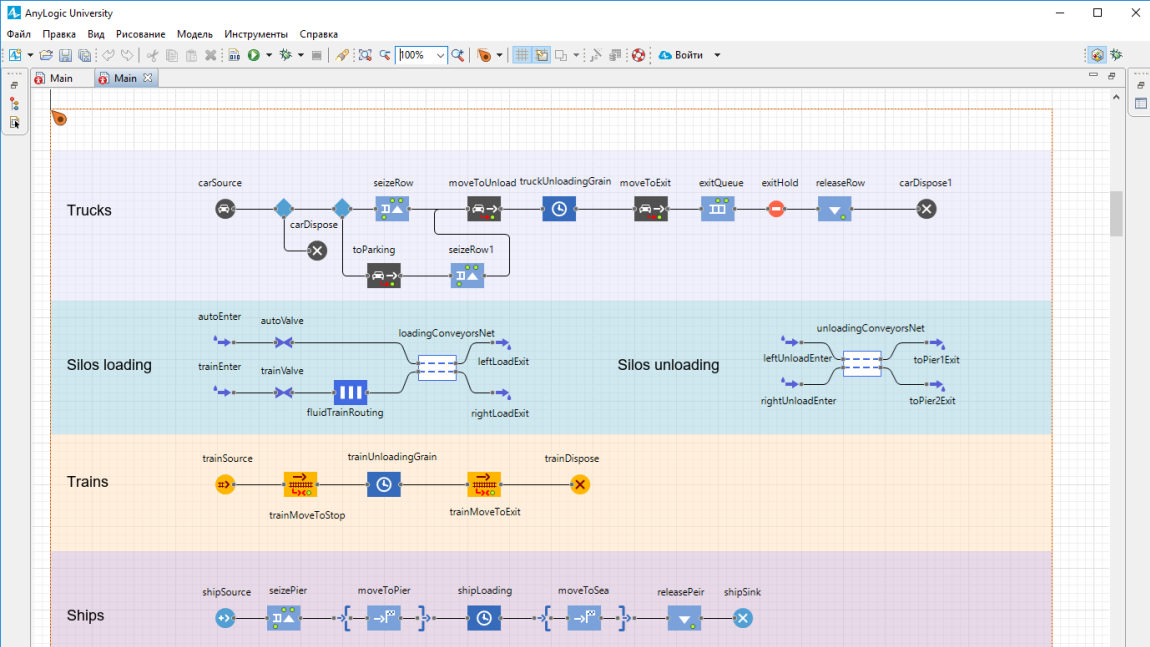 AnyLogic University
Файл Правка Вид Рисование Модель Инструменты Справка
100% Войти
Main Main
carSource seizeRow moveToUnload truckUnloadingGrain moveToExit exitQueue exitHold releaseRow carDispose1
Trucks
carDispose
toParking seizeRow1
autoEnter autoValve loadingConveyorsNet unloadingConveyorsNet
leftLoadExit leftUnloadEnter toPier1Exit
Silos loading Silos unloading
trainEnter trainValve
fluidTrainRouting rightLoadExit rightUnloadEnter toPier2Exit
trainSource trainUnloadingGrain trainDispose
Trains
trainMoveToStop trainMoveToExit
shipSource seizePier moveToPier shipLoading moveToSea releasePeir shipSink
Ships